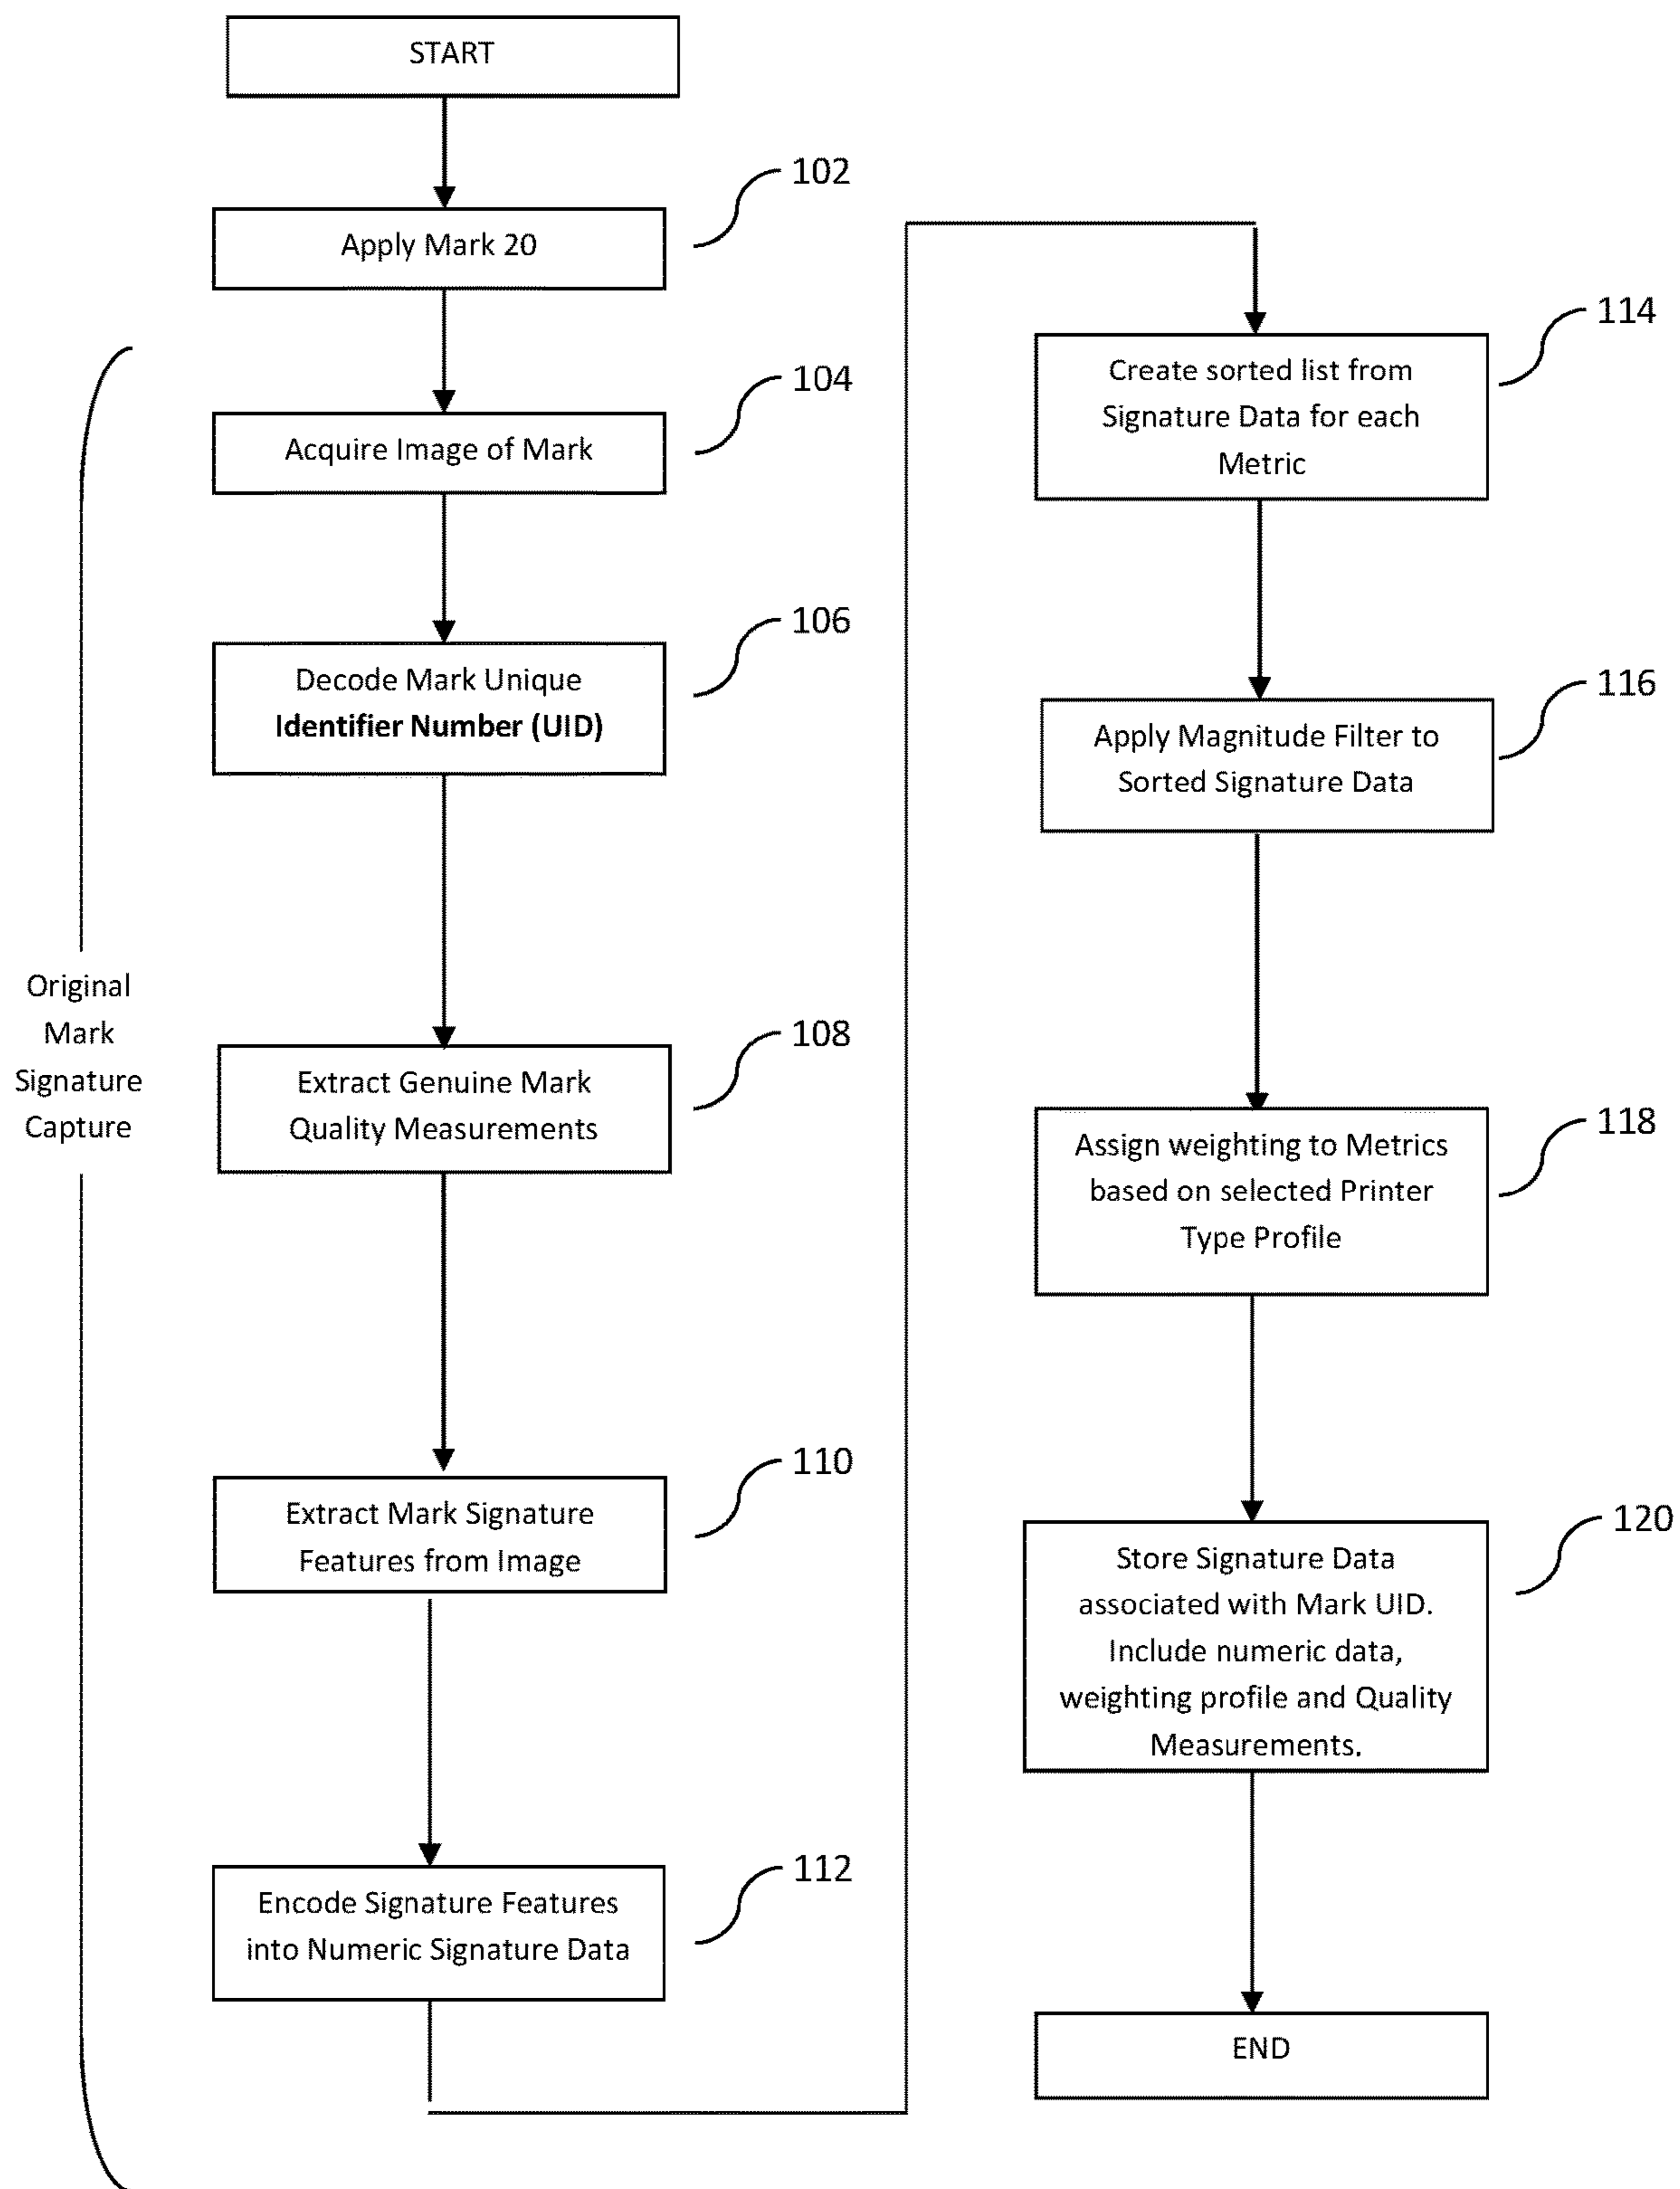 START
102
Apply Mark 20
104
Acquire Image of Mark
106
Decode Mark Unique
Identifier Number (UID)
Original
Mark
Signature
Capture
108
Extract Genuine Mark
Quality Measurements
110
Extract Mark Signature
Features from Image
112
Encode Signature Features
into Numeric Signature Data
114
Create sorted list from
Signature Data for each
Metric
116
Apply Magnitude Filter to
Sorted Signature Data
118
Assign weighting to Metrics
based on selected Printer
Type Profile
120
Store Signature Data
associated with Mark UID.
Include numeric data,
weighting profile and Quality
Measurements.
END